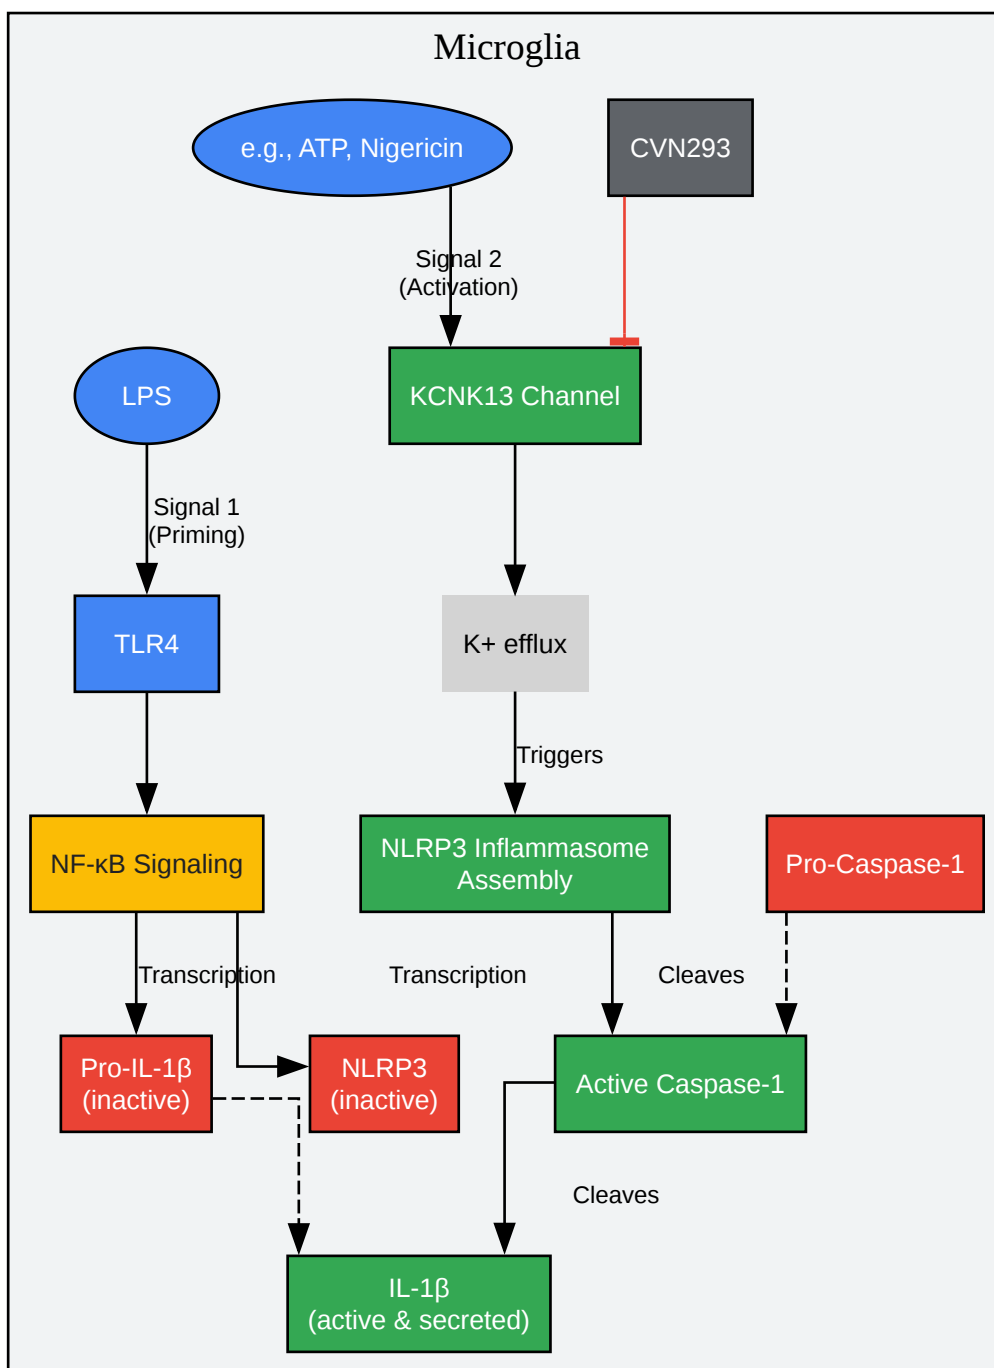 Microglia
e.g., ATP, Nigericin
CVN293
Signal 2
(Activation)
LPS
KCNK13 Channel
Signal 1
(Priming)
TLR4
K+ efflux
Triggers
NF-κB Signaling
NLRP3 Inflammasome
Assembly
Pro-Caspase-1
Transcription
Transcription
Cleaves
Pro-IL-1β
(inactive)
NLRP3
(inactive)
Active Caspase-1
Cleaves
IL-1β
(active & secreted)